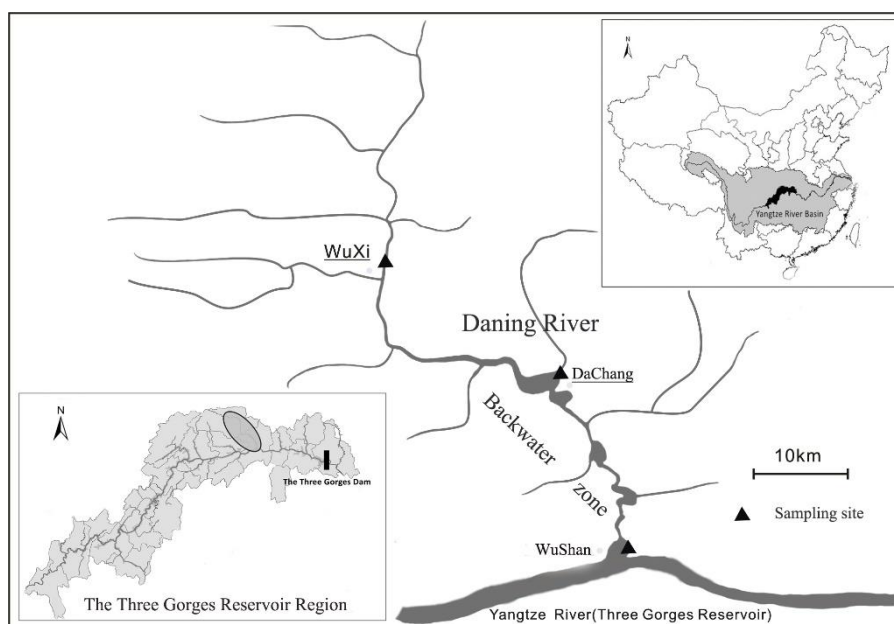 N
Yangtze River Basin
WuXi
Daning River
DaChang
Backwater
zone
10km
Sampling site
WuShan
Yangtze River(Three Gorges Reservoir)
N
The Three Gorges Dam
The Three Gorges Reservoir Region